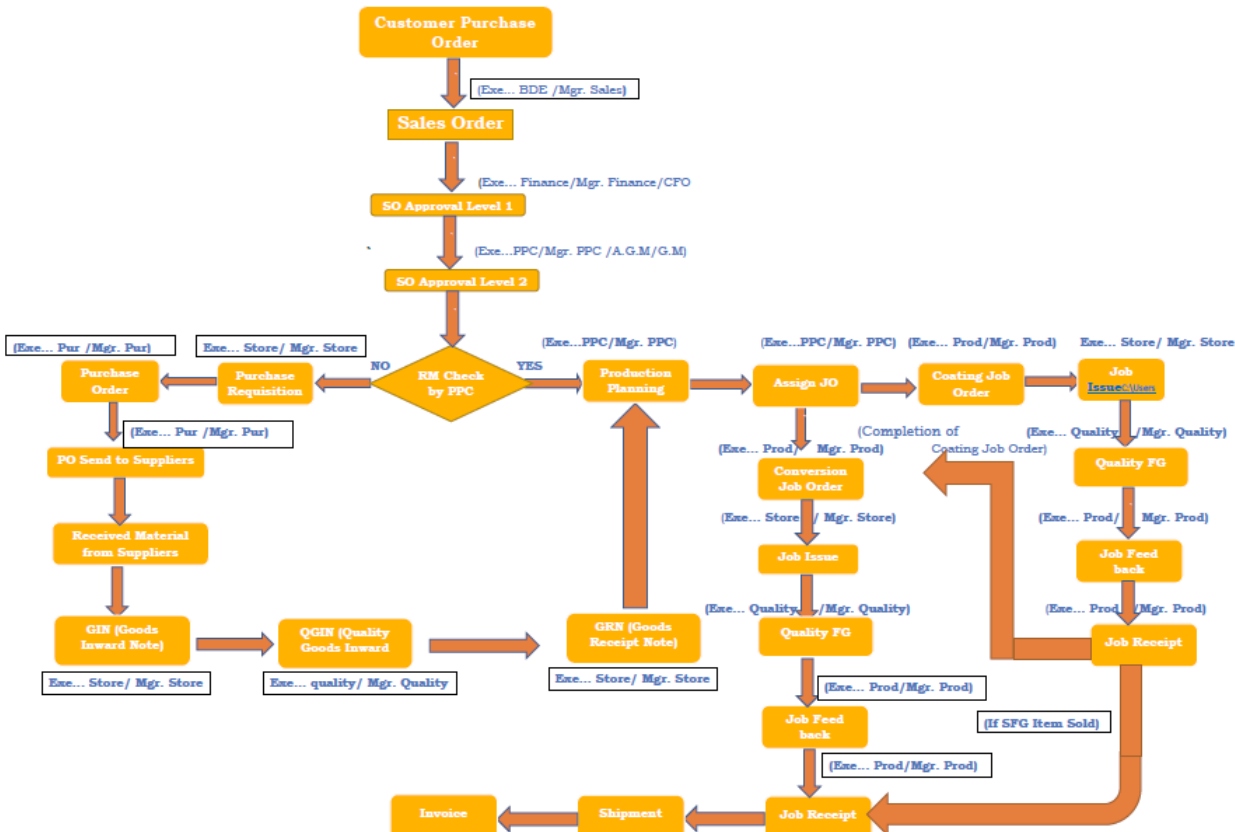 Customer Purchase
Order
(Exe... BDE /Mgr. Sales)
Sales Order
(Exe... Finance/Mgr. Finance/CFO
SO Approval Level 1
(Exe...PPC/Mgr. PPC /A.G.M/G.M)
SO Approval Level 2
(Exe... Pur /Mgr. Pur)
Exe... Store/ Mgr. Store
NO
RM Check
by PPC
YES
(Exe...PPC/Mgr. PPC)
(Exe...PPC/Mgr. PPC)
(Exe... Prod/Mgr. Prod)
Exe... Store/ Mgr. Store
Purchase
Order
Purchase
Requisition
Production
Planning
Assign JO
Coating Job
Order
Job
IssueC:\Users
(Exe... Pur /Mgr. Pur)
(Completion of
Coating Job Order)
(Exe... Quality /Mgr. Quality)
(Exe... Prod/ Mgr. Prod)
PO Send to Suppliers
Conversion
Job Order
Quality FG
(Exe... Store / Mgr. Store)
(Exe... Prod/ Mgr. Prod)
Received Material
from Suppliers
Job Issue
Job Feed
back
(Exe... Quality /Mgr. Quality)
(Exe... Prod /Mgr. Prod)
GIN (Goods
Inward Note)
QGIN (Quality
Goods Inward
GRN (Goods
Receipt Note)
Quality FG
Job Receipt
Exe... Store/ Mgr. Store
Exe... quality/ Mgr. Quality
Exe... Store/ Mgr. Store
(Exe... Prod/Mgr. Prod)
Job Feed
back
(If SFG Item Sold)
(Exe... Prod/Mgr. Prod)
Invoice
Shipment
Job Receipt